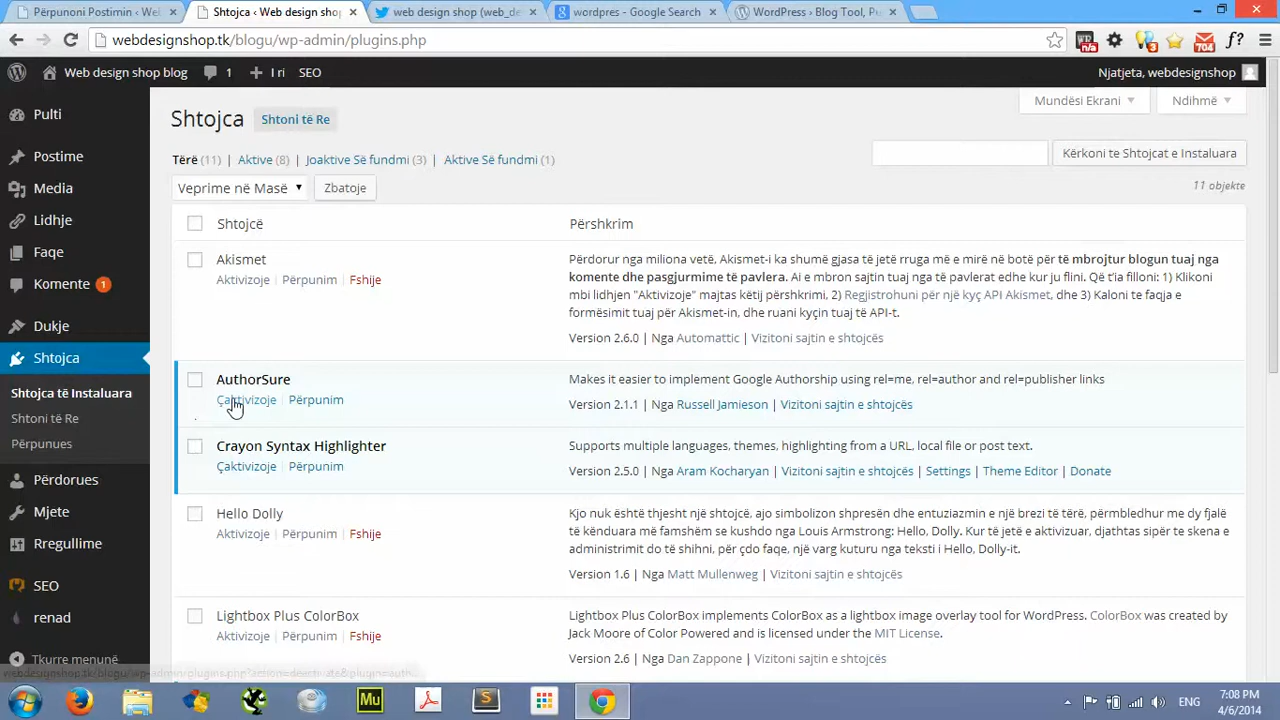 Përpunoni Postimin ‹ Web
Shtojca ‹ Web design shop
web design shop (web_de
wordpres - Google Search
WordPress › Blog Tool, Pu
webdesignshop.tk/blogu/wp-admin/plugins.php
n/a
3
704
f?
Web design shop blog
1
I ri
SEO
Njatjeta, webdesignshop
Pulti
Postime
Media
Lidhje
Faqe
Komente 1
Dukje
Shtojca
Shtojca të Instaluara
Shtoni të Re
Përpunues
Përdorues
Mjete
Rregullime
SEO
renad
Tkurre menunë
Shtojca Shtoni të Re
Mundësi Ekrani
Ndihmë
Tërë (11) | Aktive (8) | Joaktive Së fundmi (3) | Aktive Së fundmi (1)
Kërkoni te Shtojcat e Instaluara
Veprime në Masë
Zbatoje
11 objekte
Shtojcë
Përshkrim
Akismet
Aktivizoje | Përpunim | Fshije
Përdorur nga miliona vetë, Akismet-i ka shumë gjasa të jetë rruga më e mirë në botë për të mbrojtur blogun tuaj nga
komente dhe pasgjurmime të pavlera. Ai e mbron sajtin tuaj nga të pavlerat edhe kur ju flini. Që t'ia filloni: 1) Klikoni
mbi lidhjen "Aktivizoje" majtas këtij përshkrimi, 2) Regjistrohuni për një kyç API Akismet, dhe 3) Kaloni te faqja e
formësimit tuaj për Akismet-in, dhe ruani kyçin tuaj të API-t.
Version 2.6.0 | Nga Automattic | Vizitoni sajtin e shtojcës
AuthorSure
Çaktivizoje | Përpunim
Makes it easier to implement Google Authorship using rel=me, rel=author and rel=publisher links
Version 2.1.1 | Nga Russell Jamieson | Vizitoni sajtin e shtojcës
Crayon Syntax Highlighter
Çaktivizoje | Përpunim
Supports multiple languages, themes, highlighting from a URL, local file or post text.
Version 2.5.0 | Nga Aram Kocharyan | Vizitoni sajtin e shtojcës | Settings | Theme Editor | Donate
Hello Dolly
Aktivizoje | Përpunim | Fshije
Kjo nuk është thjesht një shtojcë, ajo simbolizon shpresën dhe entuziazmin e një brezi të tërë, përmbledhur me dy fjalë
të kënduara më famshëm se kurdo nga Louis Armstrong: Hello, Dolly. Kur të jetë e aktivizuar, djathtas sipër te skena e
administrimit do të shihni, për çdo faqe, një varg kuturu nga teksti i Hello, Dolly-it.
Version 1.6 | Nga Matt Mullenweg | Vizitoni sajtin e shtojcës
Lightbox Plus ColorBox
Aktivizoje | Përpunim | Fshije
Lightbox Plus ColorBox implements ColorBox as a lightbox image overlay tool for WordPress. ColorBox was created by
Jack Moore of Color Powered and is licensed under the MIT License.
Version 2.6 | Nga Dan Zappone | Vizitoni sajtin e shtojcës
Mu
S
ENG
7:08 PM
4/6/2014